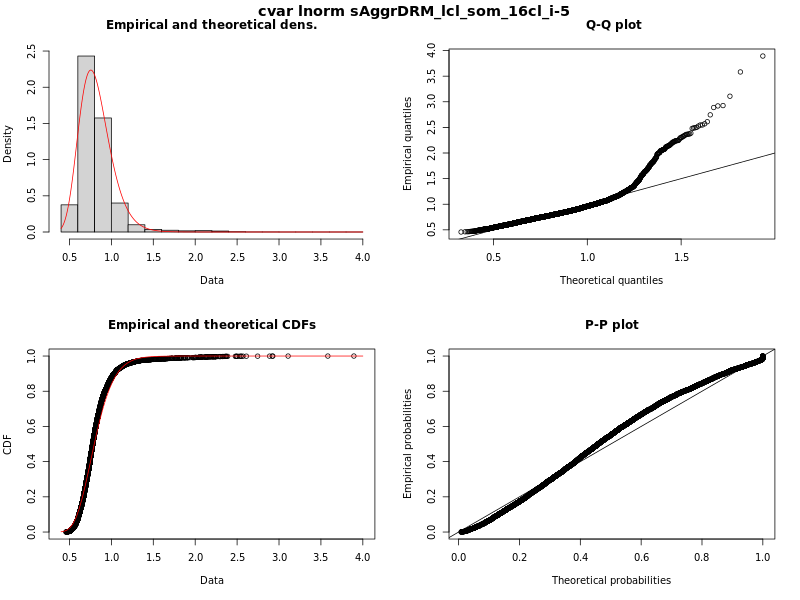 cvar lnorm sAggrDRM_lcl_som_16cl_i-5
Empirical and theoretical dens.
Density
0.0 0.5 1.0 1.5 2.0 2.5
0.5 1.0 1.5 2.0 2.5 3.0 3.5 4.0
Data
Q-Q plot
Empirical quantiles
0.5 1.0 1.5 2.0 2.5 3.0 3.5 4.0
0.5 1.0 1.5
Theoretical quantiles
Empirical and theoretical CDFs
CDF
0.0 0.2 0.4 0.6 0.8 1.0
0.5 1.0 1.5 2.0 2.5 3.0 3.5 4.0
Data
P-P plot
Empirical probabilities
0.0 0.2 0.4 0.6 0.8 1.0
0.0 0.2 0.4 0.6 0.8 1.0
Theoretical probabilities